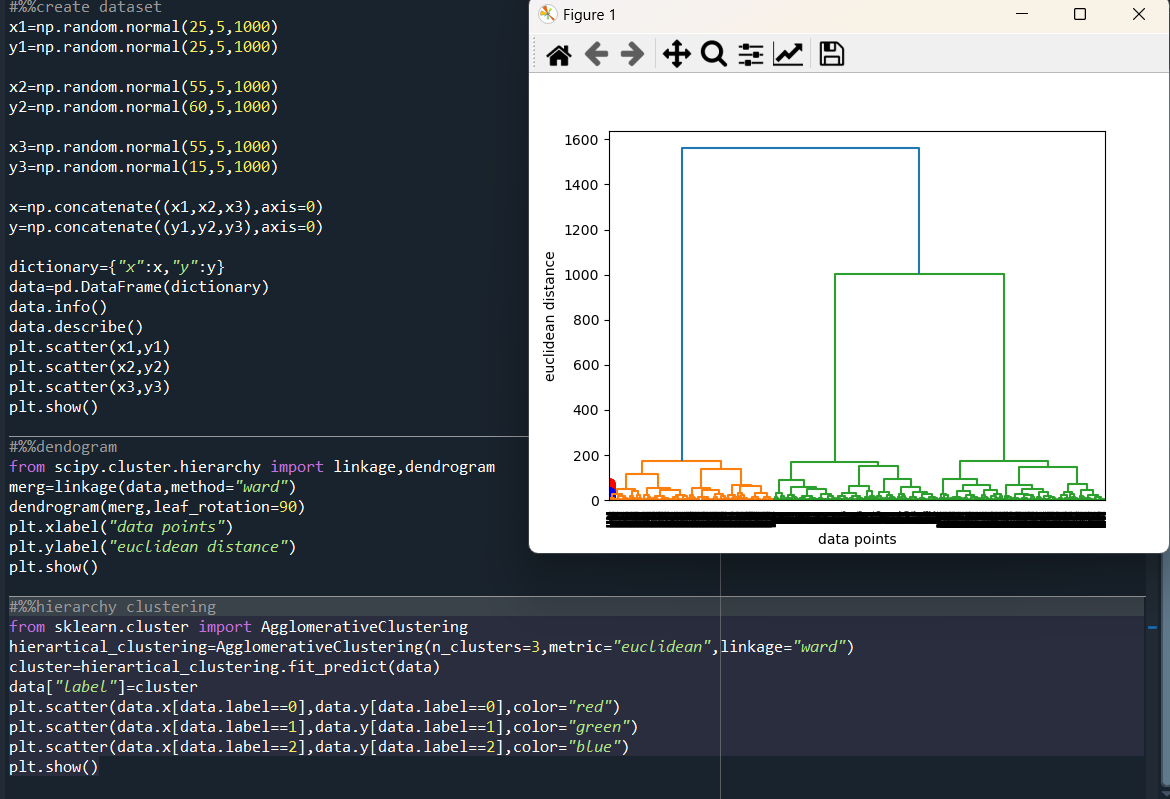 #%%create dataset
x1=np.random.normal(25,5,1000)
y1=np.random.normal(25,5,1000)
x2=np.random.normal(55,5,1000)
y2=np.random.normal(60,5,1000)
x3=np.random.normal(55,5,1000)
y3=np.random.normal(15,5,1000)
x=np.concatenate((x1,x2,x3),axis=0)
y=np.concatenate((y1,y2,y3),axis=0)
dictionary={"x":x,"y":y}
data=pd.DataFrame(dictionary)
data.info()
data.describe()
plt.scatter(x1,y1)
plt.scatter(x2,y2)
plt.scatter(x3,y3)
plt.show()
#%%dendogram
from scipy.cluster.hierarchy import linkage,dendrogram
merg=linkage(data,method="ward")
dendrogram(merg,leaf_rotation=90)
plt.xlabel("data points")
plt.ylabel("euclidean distance")
plt.show()
#%%hierarchy clustering
from sklearn.cluster import AgglomerativeClustering
hierartical_clustering=AgglomerativeClustering(n_clusters=3,metric="euclidean",linkage="ward")
cluster=hierartical_clustering.fit_predict(data)
data["label"]=cluster
plt.scatter(data.x[data.label==0],data.y[data.label==0],color="red")
plt.scatter(data.x[data.label==1],data.y[data.label==1],color="green")
plt.scatter(data.x[data.label==2],data.y[data.label==2],color="blue")
plt.show()
Figure 1
1600
1400
1200
1000
800
600
400
200
0
euclidean distance
data points